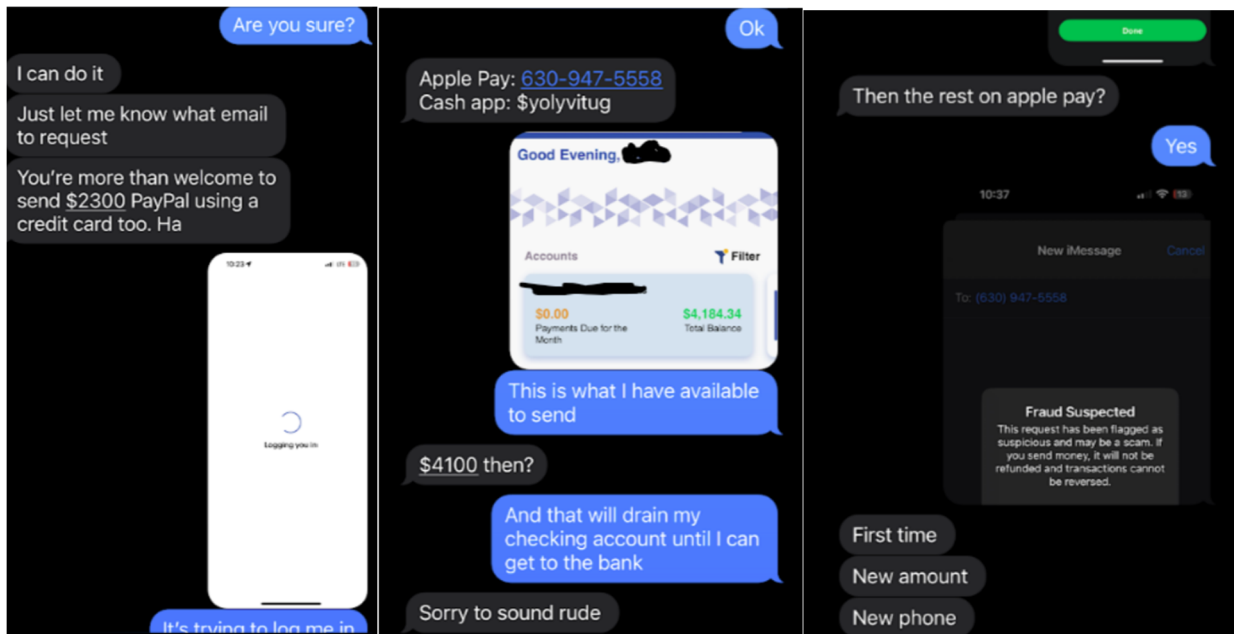 Are you sure?
I can do it
Just let me know what email
to request
You're more than welcome to
send $2300 PayPal using a
credit card too. Ha
10:23
Logging you in
It's trying to log me in
Ok
Apple Pay: 630-947-5558
Cash app: $yolyvitug
Good Evening,
Accounts
Filter
$0.00
Payments Due for the
Month
$4,184.34
Total Balance
This is what I have available
to send
$4100 then?
And that will drain my
checking account until I can
get to the bank
Sorry to sound rude
Done
Then the rest on apple pay?
Yes
10:37
New iMessage
Cancel
To: (630) 947-5558
Fraud Suspected
This request has been flagged as
suspicious and may be a scam. If
you send money, it will not be
refunded and transactions cannot
be reversed.
First time
New amount
New phone